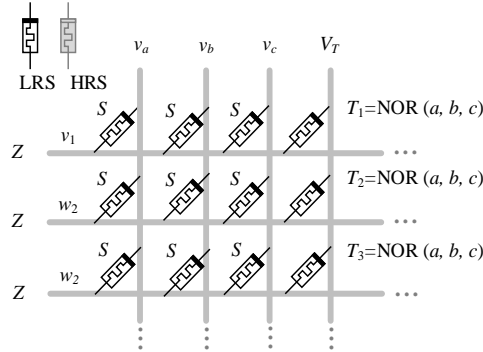 LRS HRS
v_a v_b v_c V_T
S S S T_1=NOR (a, b, c)
v_1
Z ...
S S S T_2=NOR (a, b, c)
w_2
Z ...
S S S T_3=NOR (a, b, c)
w_2
Z ...